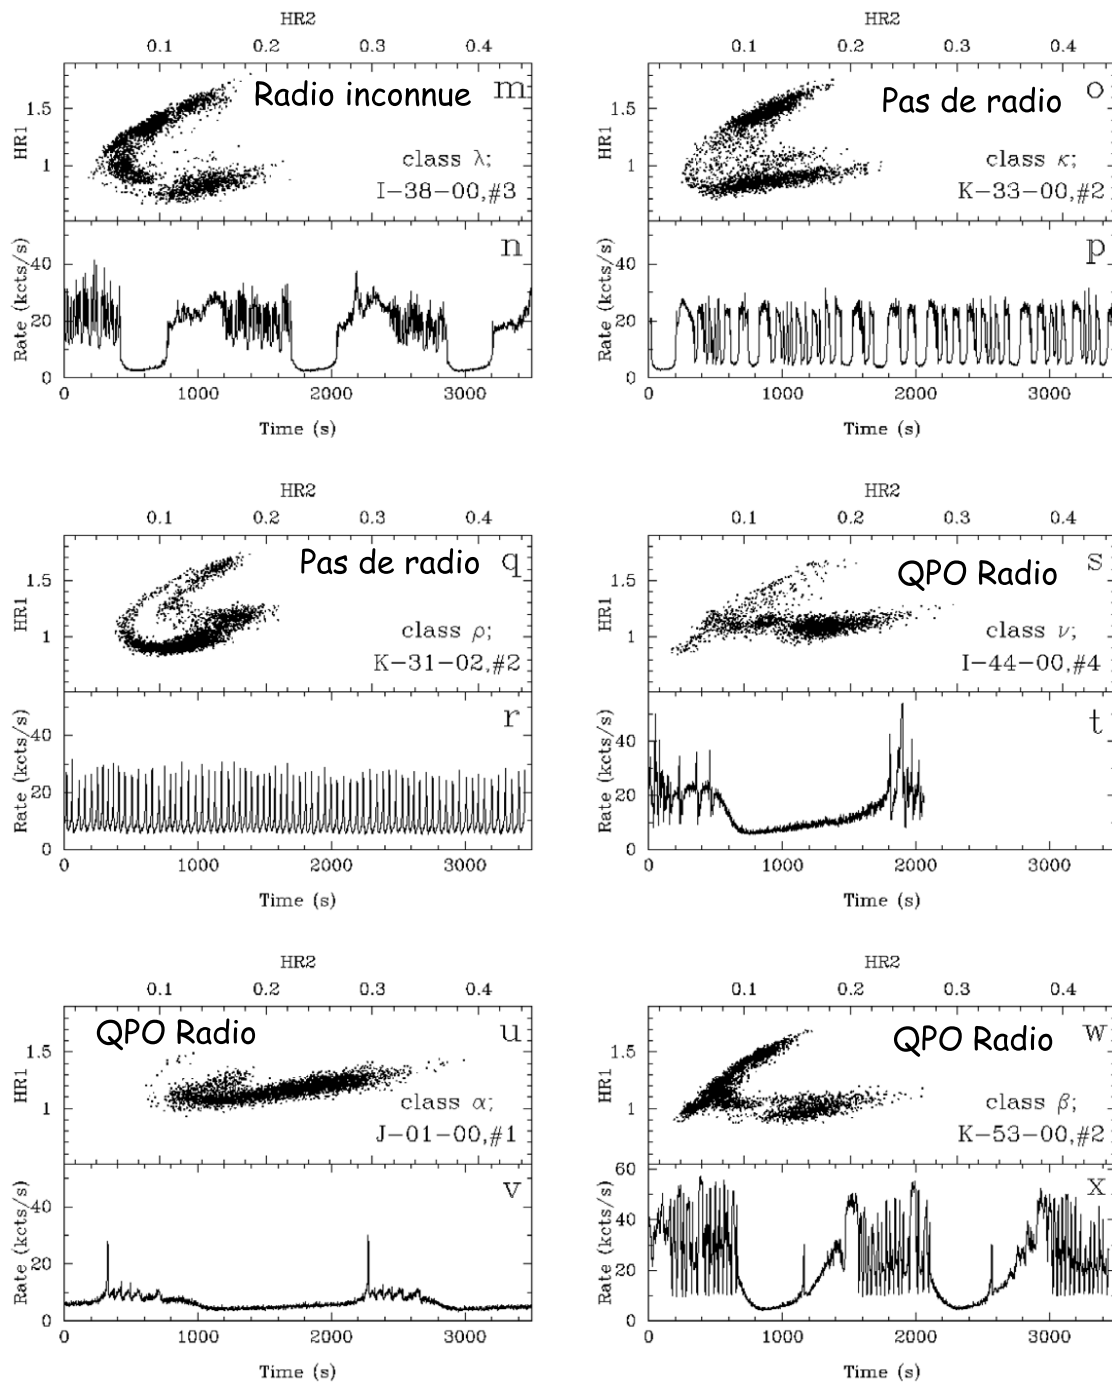 HR2
0.1 0.2 0.3 0.4
HR1
1.5
1
Radio inconnue m
class λ;
I-38-00,#3
Rate (kcts/s)
40
20
0
n
0 1000 2000 3000
Time (s)
HR2
0.1 0.2 0.3 0.4
HR1
1.5
1
Pas de radio o
class κ;
K-33-00,#2
Rate (kcts/s)
40
20
0
p
0 1000 2000 3000
Time (s)
HR2
0.1 0.2 0.3 0.4
HR1
1.5
1
Pas de radio q
class ρ;
K-31-02,#2
Rate (kcts/s)
40
20
0
r
0 1000 2000 3000
Time (s)
HR2
0.1 0.2 0.3 0.4
HR1
1.5
1
QPO Radio s
class ν;
I-44-00,#4
Rate (kcts/s)
40
20
0
t
0 1000 2000 3000
Time (s)
HR2
0.1 0.2 0.3 0.4
HR1
1.5
1
QPO Radio u
class α;
J-01-00,#1
Rate (kcts/s)
40
20
0
v
0 1000 2000 3000
Time (s)
HR2
0.1 0.2 0.3 0.4
HR1
1.5
1
QPO Radio w
class β;
K-53-00,#2
Rate (kcts/s)
60
40
20
0
x
0 1000 2000 3000
Time (s)